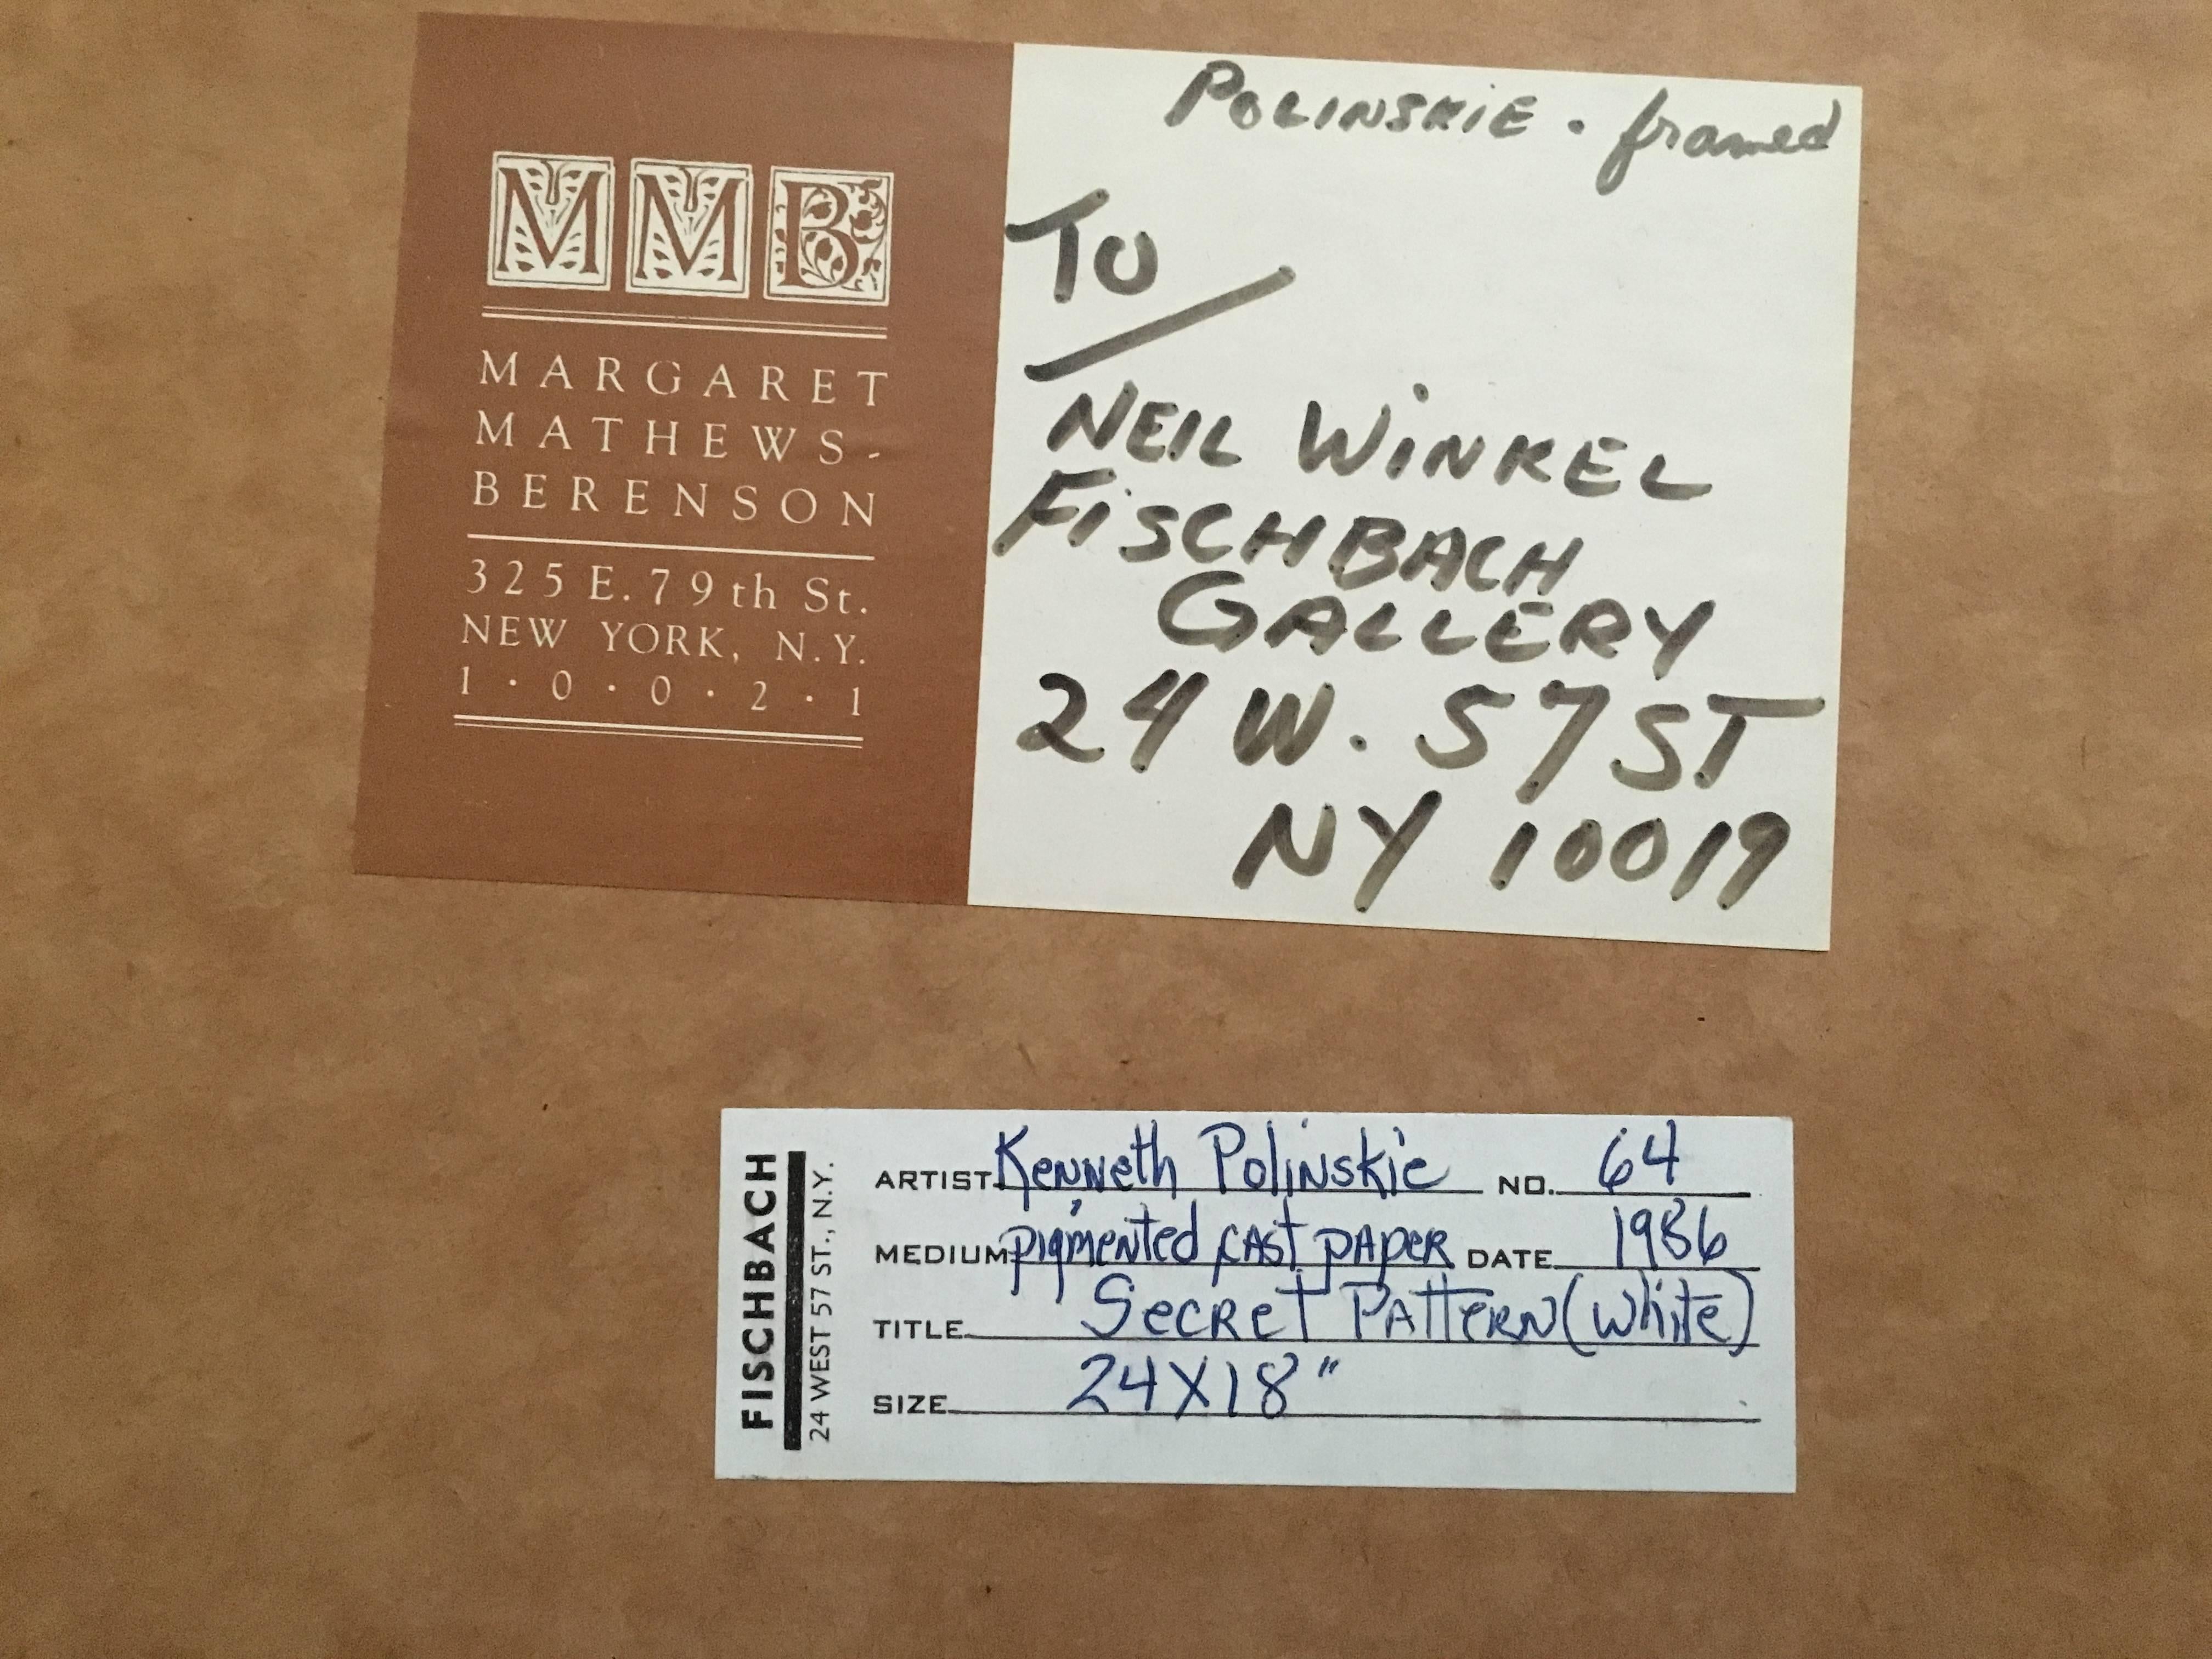 MMB
MARGARET
MATHEWS-
BERENSON
325 E. 79th St.
NEW YORK, N.Y.
1·0·0·2·1
POLINSKIE. framed
TO
NEIL WINKEL
FISCHBACH
GALLERY
24 W. 57 ST
NY 10019
FISCHBACH
24 WEST 57 ST., N.Y.
ARTIST Kenneth Polinskie NO. 64
MEDIUM pigmented cast paper DATE 1986
TITLE Secret Pattern (White)
SIZE 24X18"